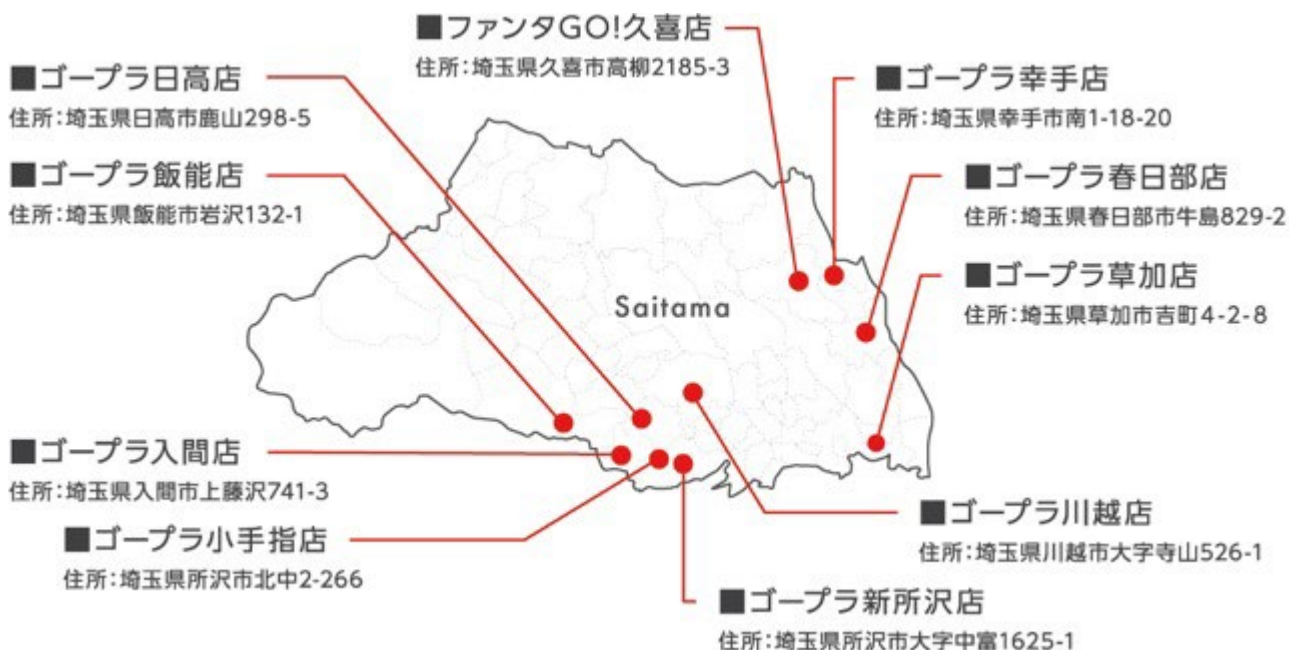 ■ファンタGO!久喜店
住所:埼玉県久喜市高柳2185-3
■ゴープラ日高店
住所:埼玉県日高市鹿山298-5
■ゴープラ幸手店
住所:埼玉県幸手市南1-18-20
■ゴープラ飯能店
住所:埼玉県飯能市岩沢132-1
■ゴープラ春日部店
住所:埼玉県春日部市牛島829-2
■ゴープラ草加店
住所:埼玉県草加市吉町4-2-8
Saitama
■ゴープラ入間店
住所:埼玉県入間市上藤沢741-3
■ゴープラ川越店
住所:埼玉県川越市大字寺山526-1
■ゴープラ小手指店
住所:埼玉県所沢市北中2-266
■ゴープラ新所沢店
住所:埼玉県所沢市大字中富1625-1